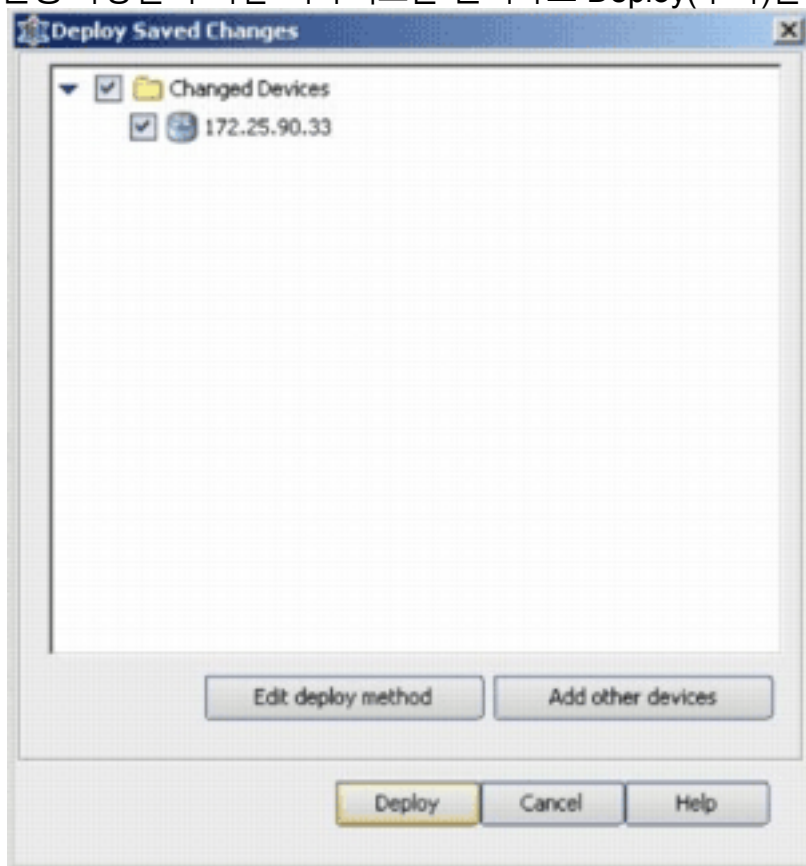 Deploy Saved Changes
Changed Devices
172.25.90.33
Edit deploy method
Add other devices
Deploy
Cancel
Help